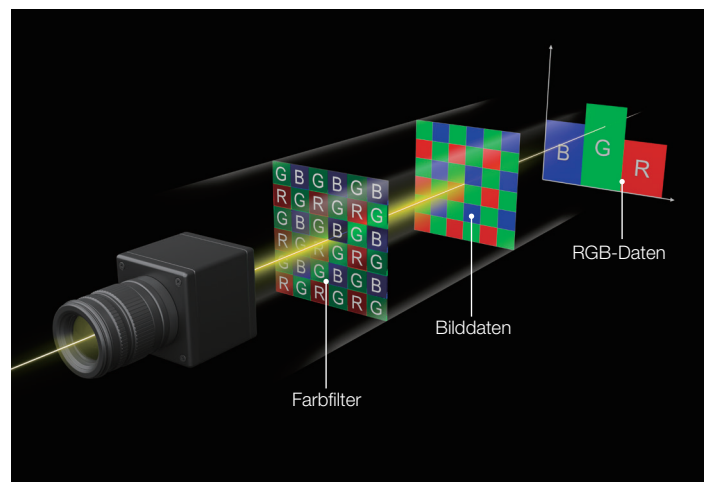 G B G B G B
R G R G R G
G B G B G B
R G R G R G
G B G B G B
R G R G R G
B G R
RGB-Daten
Bilddaten
Farbfilter